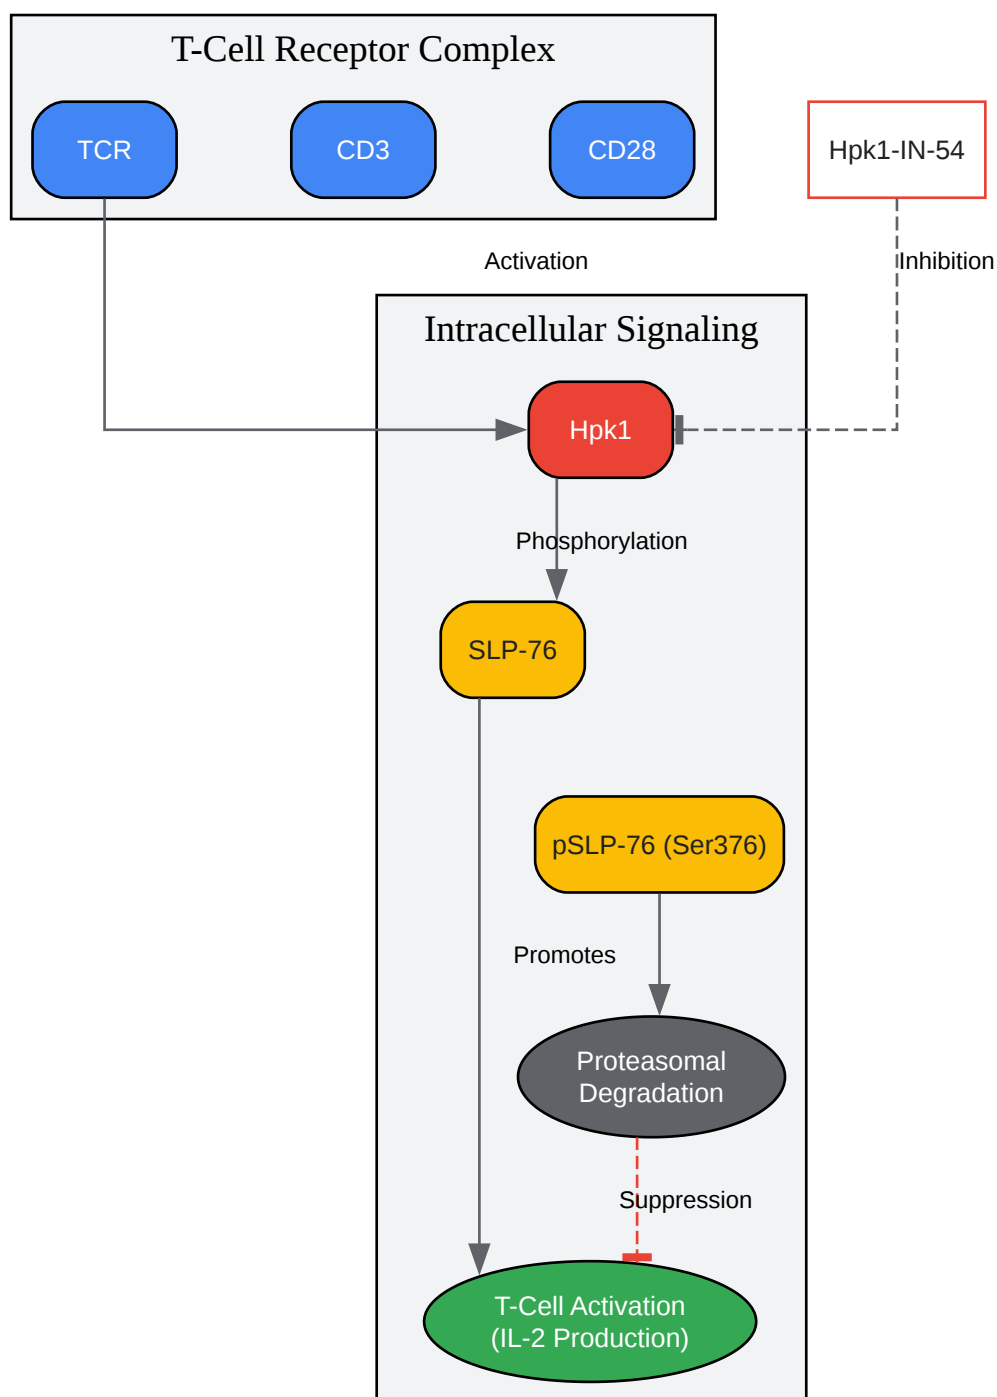 T-Cell Receptor Complex
TCR
CD3
CD28
Hpk1-IN-54
Activation
Inhibition
Intracellular Signaling
Hpk1
Phosphorylation
SLP-76
pSLP-76 (Ser376)
Promotes
Proteasomal
Degradation
Suppression
T-Cell Activation
(IL-2 Production)